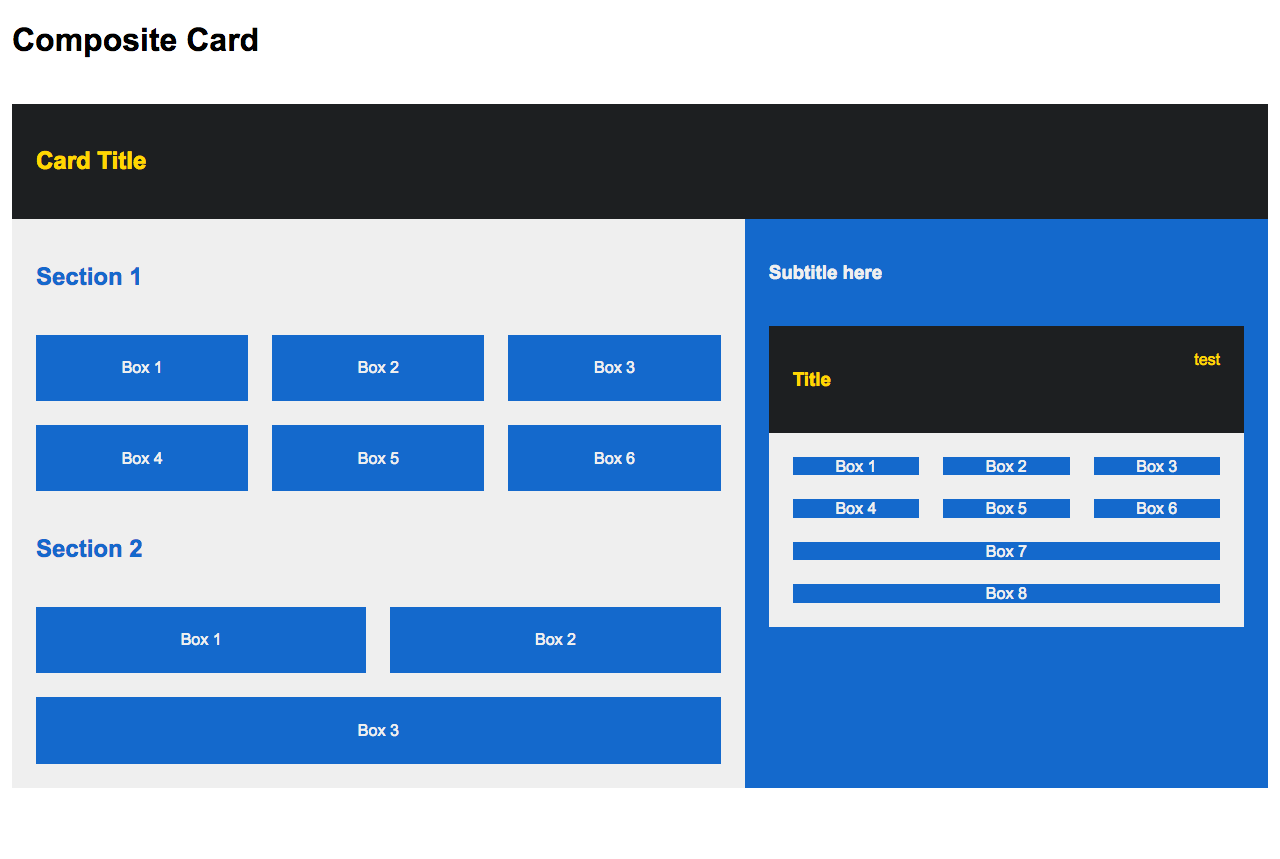 Composite Card
Card Title
Section 1
Box 1 Box 2 Box 3
Box 4 Box 5 Box 6
Section 2
Box 1 Box 2
Box 3
Subtitle here
test
Title
Box 1 Box 2 Box 3
Box 4 Box 5 Box 6
Box 7
Box 8